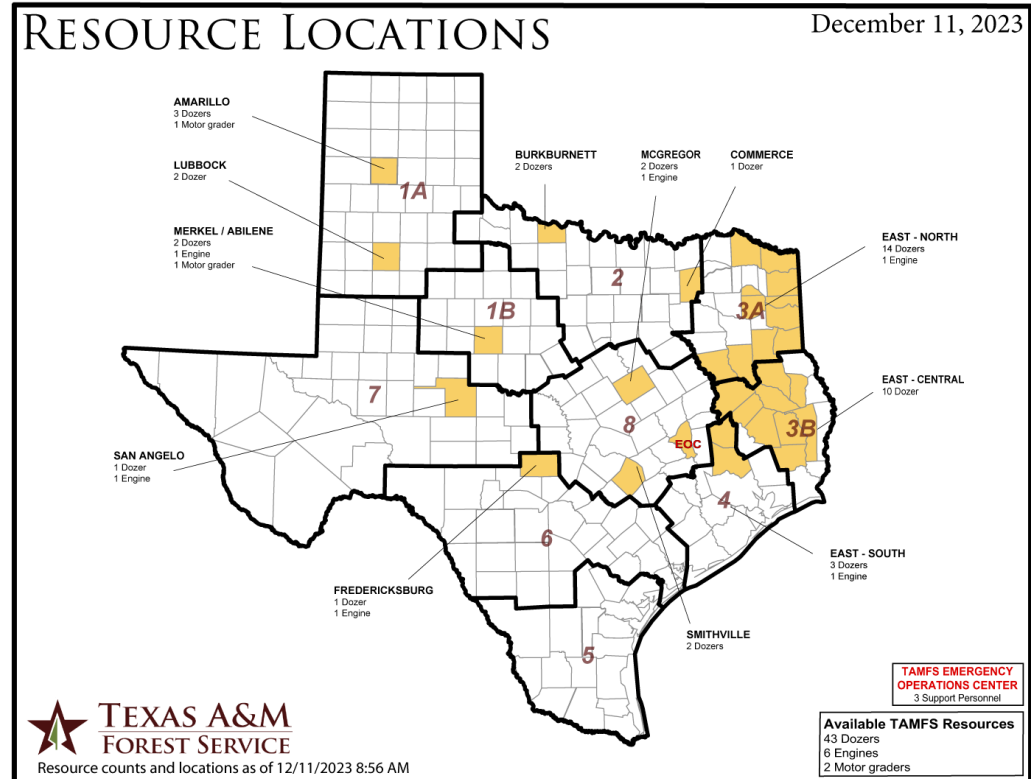 RESOURCE LOCATIONS
December 11, 2023
AMARILLO
3 Dozers
1 Motor grader
LUBBOCK
2 Dozer
MERKEL / ABILENE
2 Dozers
1 Engine
1 Motor grader
BURKBURNETT
2 Dozers
MCGREGOR
2 Dozers
1 Engine
COMMERCE
1 Dozer
EAST - NORTH
14 Dozers
1 Engine
EAST - CENTRAL
10 Dozer
SAN ANGELO
1 Dozer
1 Engine
FREDERICKSBURG
1 Dozer
1 Engine
SMITHVILLE
2 Dozers
EAST - SOUTH
3 Dozers
1 Engine
1A
1B
2
3A
3B
7
8
EOC
4
6
5
TAMFS EMERGENCY
OPERATIONS CENTER
3 Support Personnel
Available TAMFS Resources
43 Dozers
6 Engines
2 Motor graders
TEXAS A&M
FOREST SERVICE
Resource counts and locations as of 12/11/2023 8:56 AM